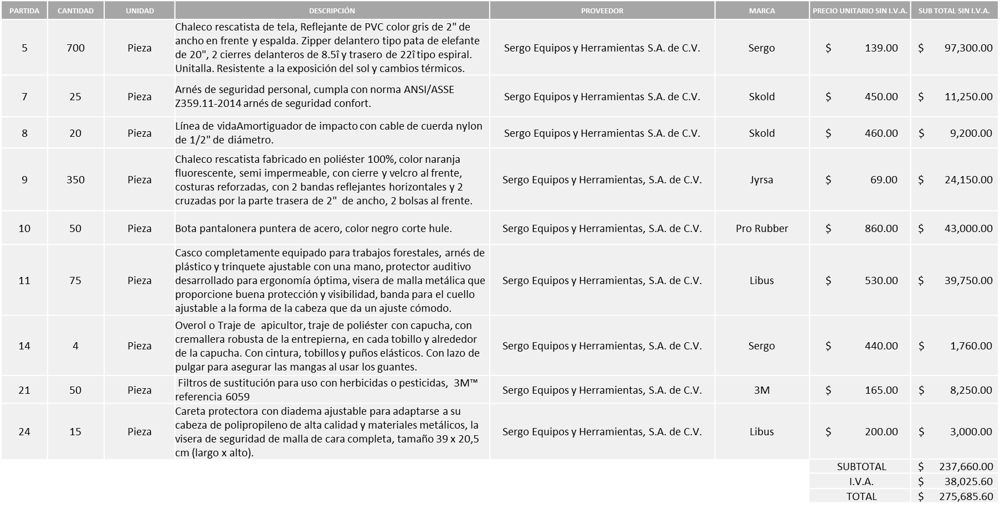 PARTIDA CANTIDAD UNIDAD DESCRIPCIÓN PROVEEDOR MARCA PRECIO UNITARIO SIN I.V.A. SUB TOTAL SIN I.V.A.
Chaleco rescatista de tela, Reflejante de PVC color gris de 2" de
ancho en frente y espalda. Zipper delantero tipo pata de elefante
5 700 Pieza Sergo Equipos y Herramientas S.A. de C.V. Sergo $ 139.00 $ 97,300.00
de 20", 2 cierres delanteros de 8.5î y trasero de 22î tipo espiral.
Unitalla. Resistente a la exposición del sol y cambios térmicos.
Arnés de seguridad personal, cumpla con norma ANSI/ASSE
7 25 Pieza Sergo Equipos y Herramientas S.A. de C.V. Skold $ 450.00 $ 11,250.00
Z359.11-2014 arnés de seguridad confort.
Línea de vidaAmortiguador de impacto con cable de cuerda nylon
8 20 Pieza Sergo Equipos y Herramientas S.A. de C.V. Skold $ 460.00 $ 9,200.00
de 1/2" de diámetro.
Chaleco rescatista fabricado en poliéster 100%, color naranja
fluorescente, semi impermeable, con cierre y velcro al frente,
9 350 Pieza Sergo Equipos y Herramientas, S.A. de C.V. Jyrsa $ 69.00 $ 24,150.00
costuras reforzadas, con 2 bandas reflejantes horizontales y 2
cruzadas por la parte trasera de 2"  de ancho, 2 bolsas al frente.
10 50 Pieza Bota pantalonera puntera de acero, color negro corte hule. Sergo Equipos y Herramientas, S.A. de C.V. Pro Rubber $ 860.00 $ 43,000.00
Casco completamente equipado para trabajos forestales, arnés de
plástico y trinquete ajustable con una mano, protector auditivo
11 75 Pieza desarrollado para ergonomía óptima, visera de malla metálica que Sergo Equipos y Herramientas, S.A. de C.V. Libus $ 530.00 $ 39,750.00
proporcione buena protección y visibilidad, banda para el cuello
ajustable a la forma de la cabeza que da un ajuste cómodo.
Overol o Traje de  apicultor, traje de poliéster con capucha, con
cremallera robusta de la entrepierna, en cada tobillo y alrededor
14 4 Pieza Sergo Equipos y Herramientas, S.A. de C.V. Sergo $ 440.00 $ 1,760.00
de la capucha. Con cintura, tobillos y puños elásticos. Con lazo de
pulgar para asegurar las mangas al usar los guantes.
Filtros de sustitución para uso con herbicidas o pesticidas,  3M™
21 50 Pieza Sergo Equipos y Herramientas, S.A. de C.V. 3M $ 165.00 $ 8,250.00
referencia 6059
Careta protectora con diadema ajustable para adaptarse a su
cabeza de polipropileno de alta calidad y materiales metálicos, la
24 15 Pieza Sergo Equipos y Herramientas, S.A. de C.V. Libus $ 200.00 $ 3,000.00
visera de seguridad de malla de cara completa, tamaño 39 x 20,5
cm (largo x alto).
SUBTOTAL $ 237,660.00
I.V.A. $ 38,025.60
TOTAL $ 275,685.60